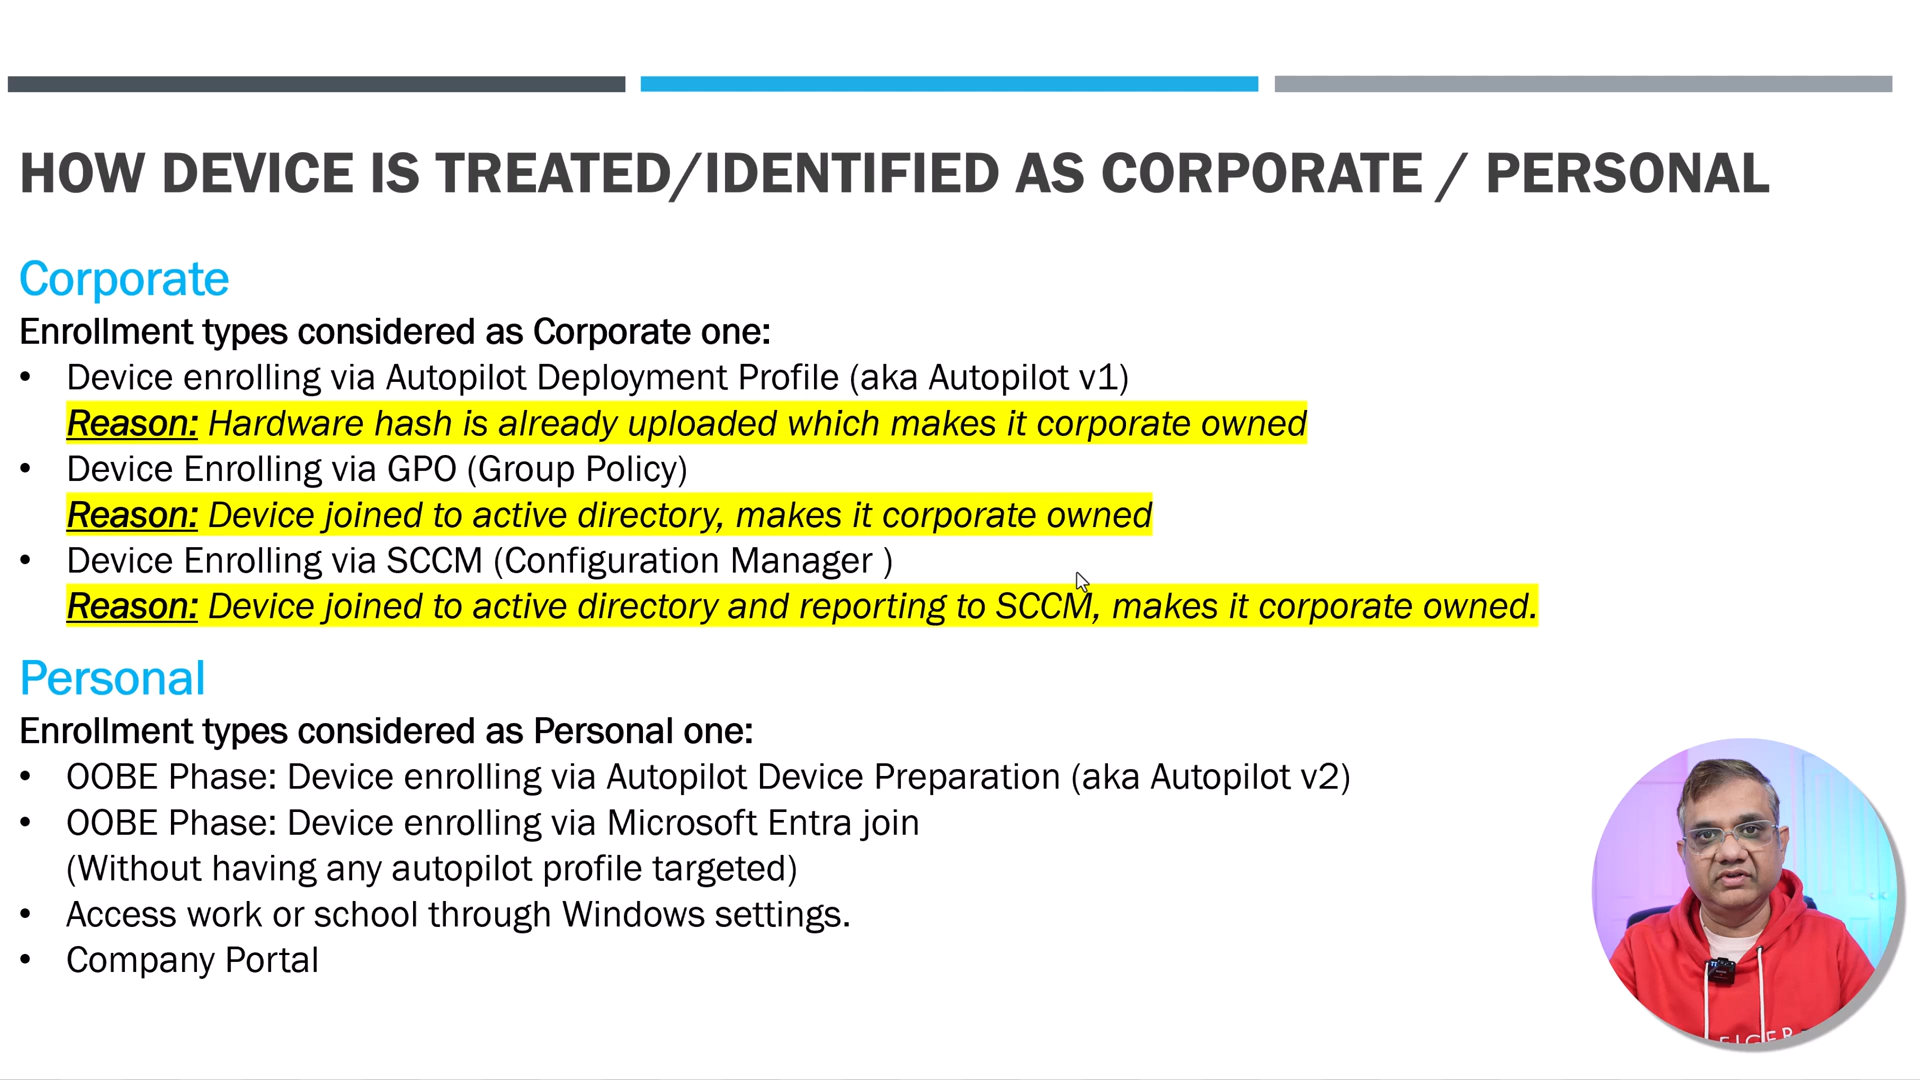 HOW DEVICE IS TREATED/IDENTIFIED AS CORPORATE / PERSONAL
Corporate
Enrollment types considered as Corporate one:
• Device enrolling via Autopilot Deployment Profile (aka Autopilot v1)
Reason: Hardware hash is already uploaded which makes it corporate owned
• Device Enrolling via GPO (Group Policy)
Reason: Device joined to active directory, makes it corporate owned
• Device Enrolling via SCCM (Configuration Manager )
Reason: Device joined to active directory and reporting to SCCM, makes it corporate owned.
Personal
Enrollment types considered as Personal one:
• OOBE Phase: Device enrolling via Autopilot Device Preparation (aka Autopilot v2)
• OOBE Phase: Device enrolling via Microsoft Entra join
(Without having any autopilot profile targeted)
• Access work or school through Windows settings.
• Company Portal